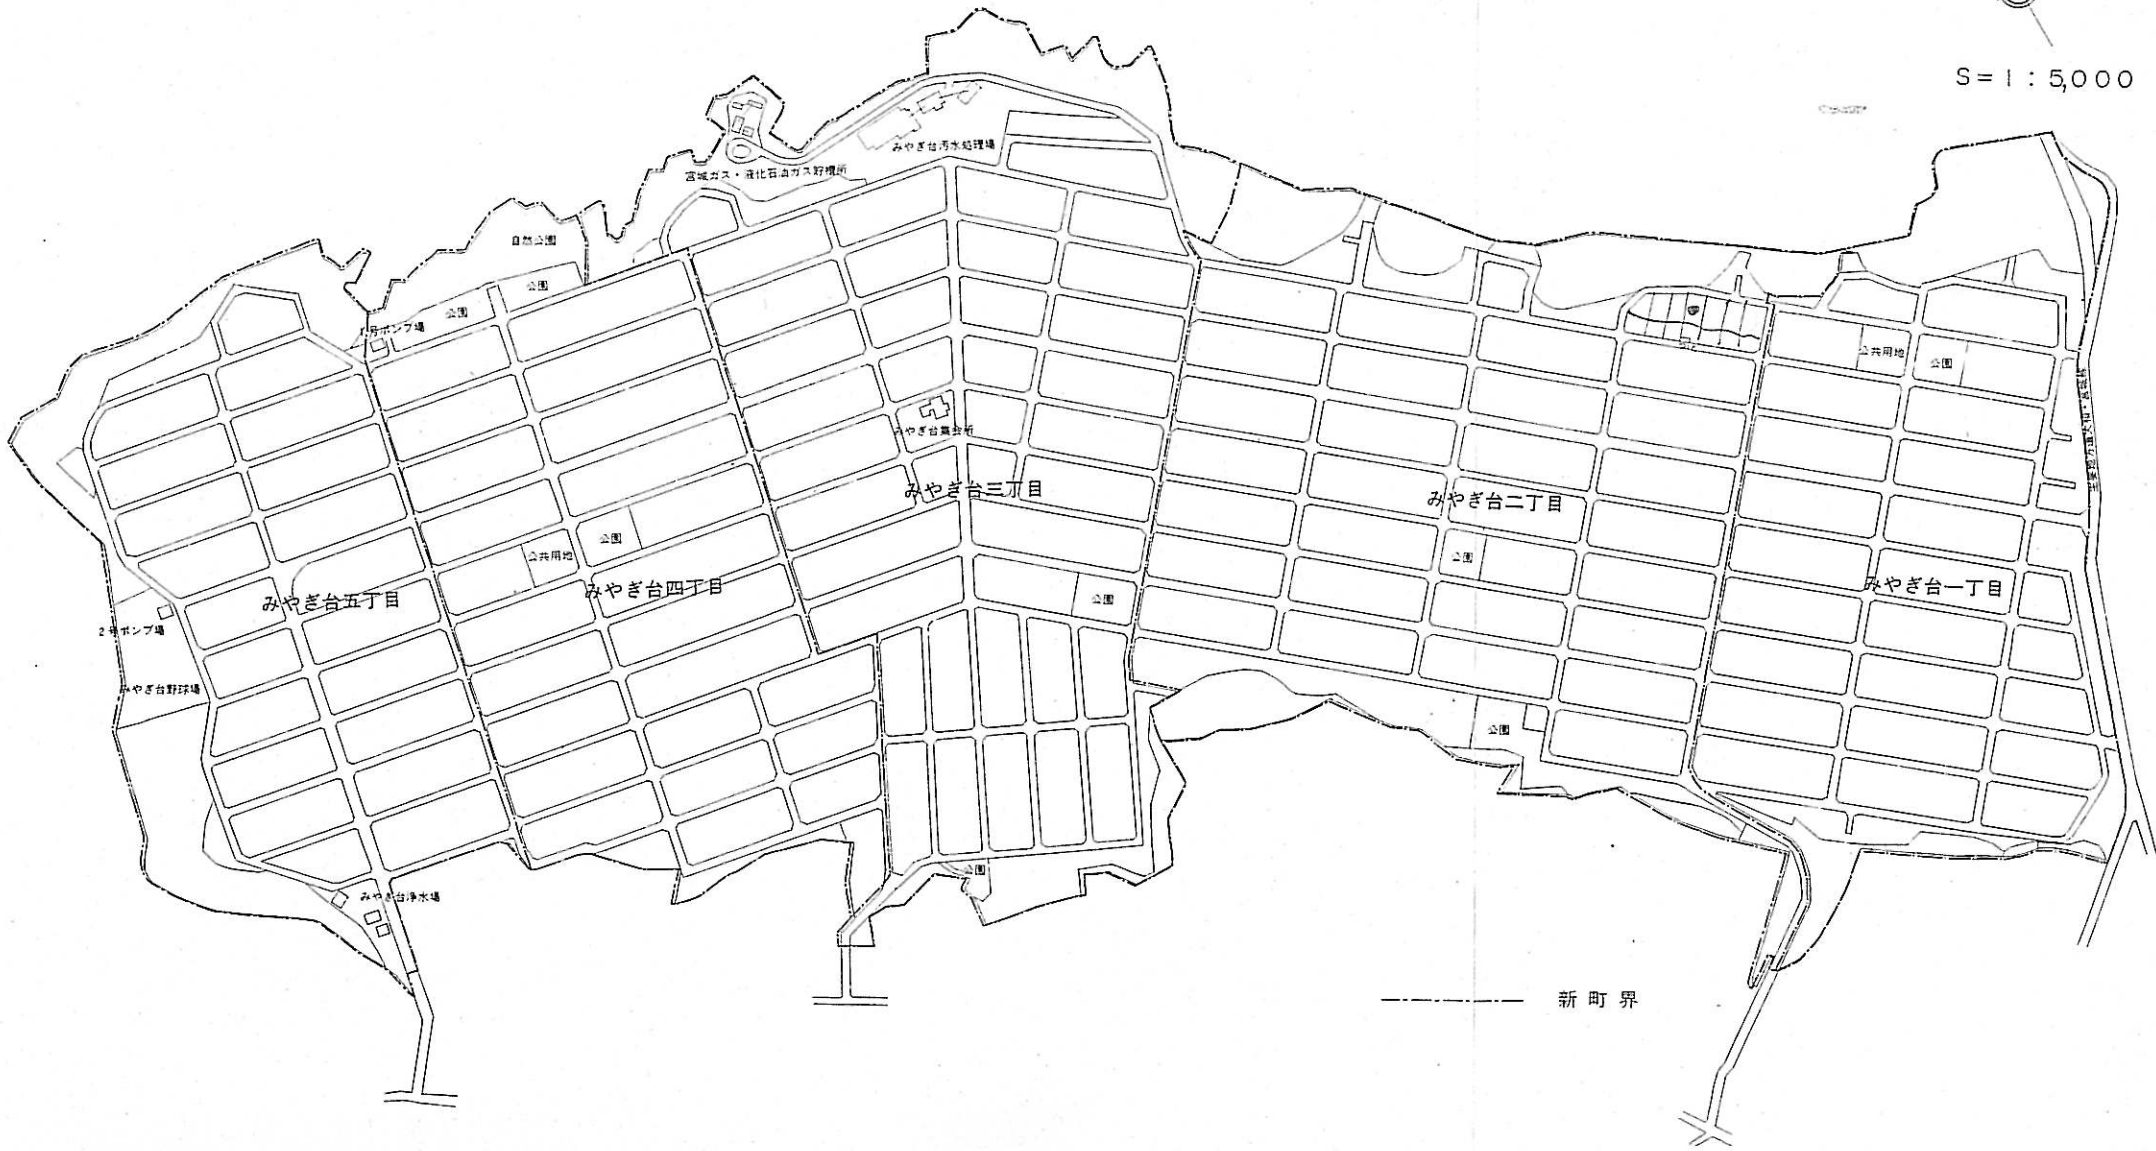 S=1:5,000
みやぎ台汚水処理場
宮城ガス・液化石油ガス貯槽所
自然公園
公園
公園
1号ポンプ場
公共用地
公園
みやぎ台集会所
みやぎ台三丁目
みやぎ台二丁目
公園
公共用地
公園
みやぎ台五丁目
みやぎ台四丁目
みやぎ台一丁目
公園
2号ポンプ場
みやぎ台野球場
公園
公園
みやぎ台浄水場
新町界